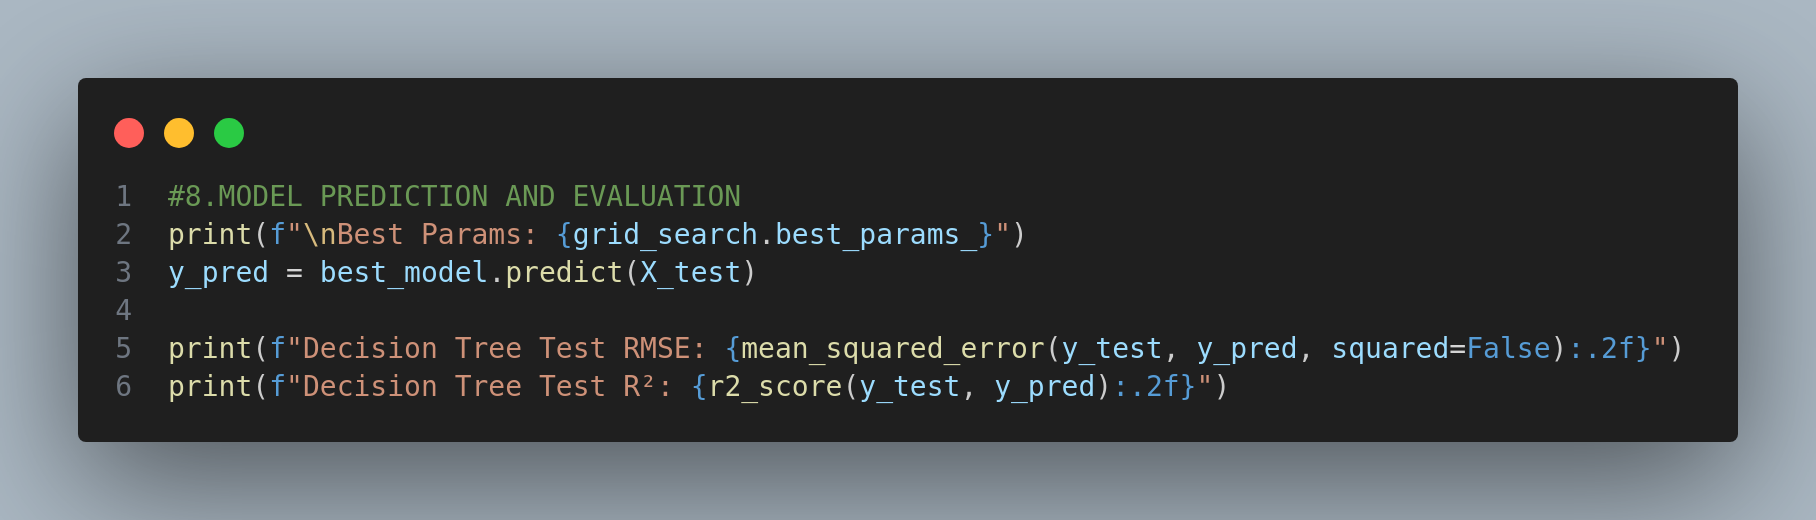 1 #8.MODEL PREDICTION AND EVALUATION
2 print(f"\nBest Params: {grid_search.best_params_}")
3 y_pred = best_model.predict(X_test)
4
5 print(f"Decision Tree Test RMSE: {mean_squared_error(y_test, y_pred, squared=False):.2f}")
6 print(f"Decision Tree Test R²: {r2_score(y_test, y_pred):.2f}")